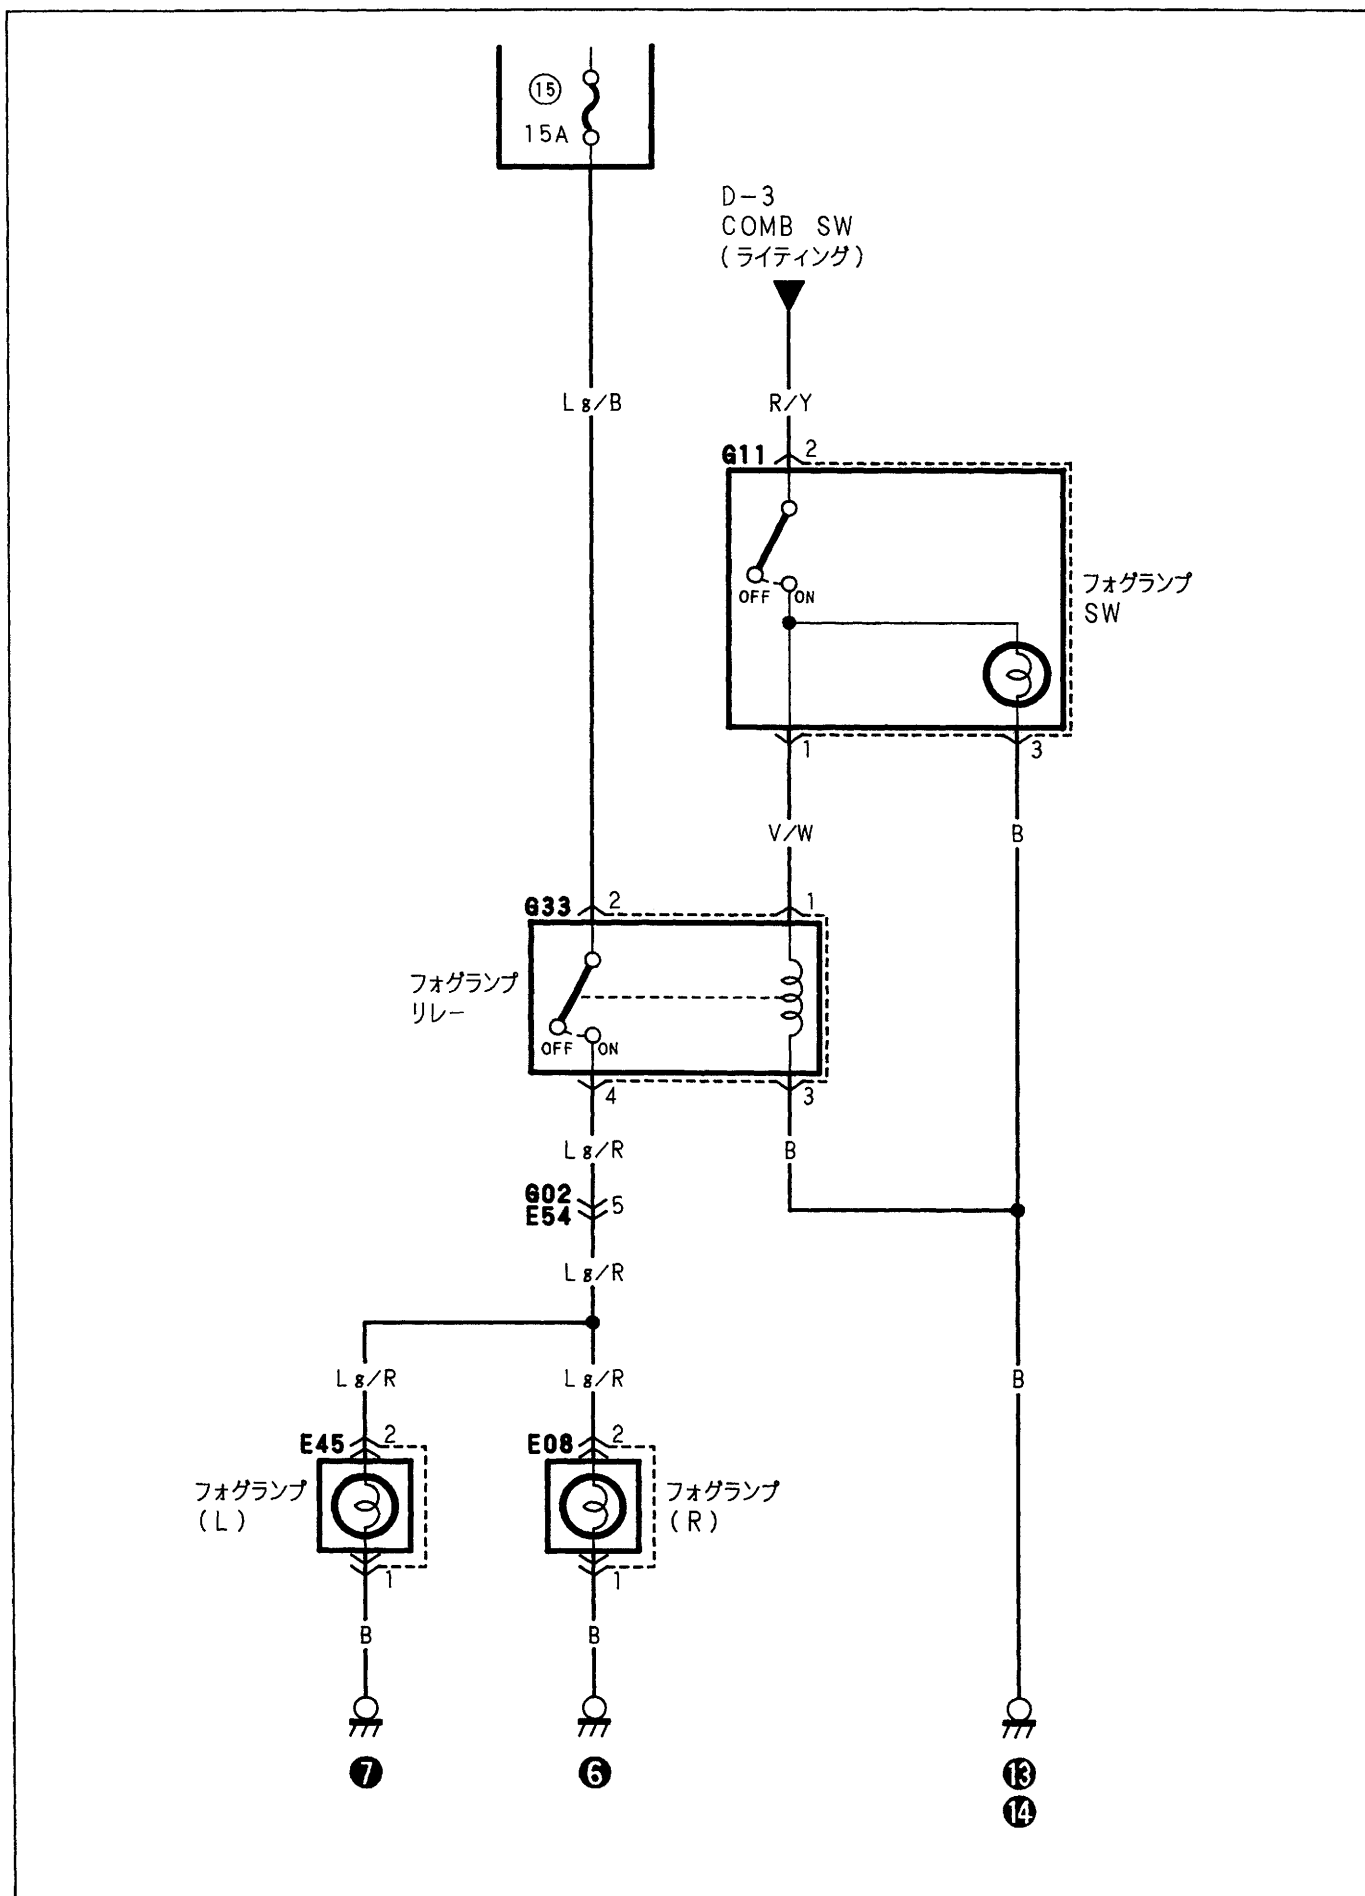 15
15A
D-3
COMB SW
(ライティング)
Lg/B
R/Y
G11 2
OFF ON
フォグランプ
SW
1
3
V/W
B
G33 2
1
フォグランプ
リレー
OFF ON
4
3
Lg/R
B
G02
E54
5
Lg/R
Lg/R
Lg/R
B
E45 2
E08 2
フォグランプ
(L)
フォグランプ
(R)
1
1
B
B
7
6
13
14